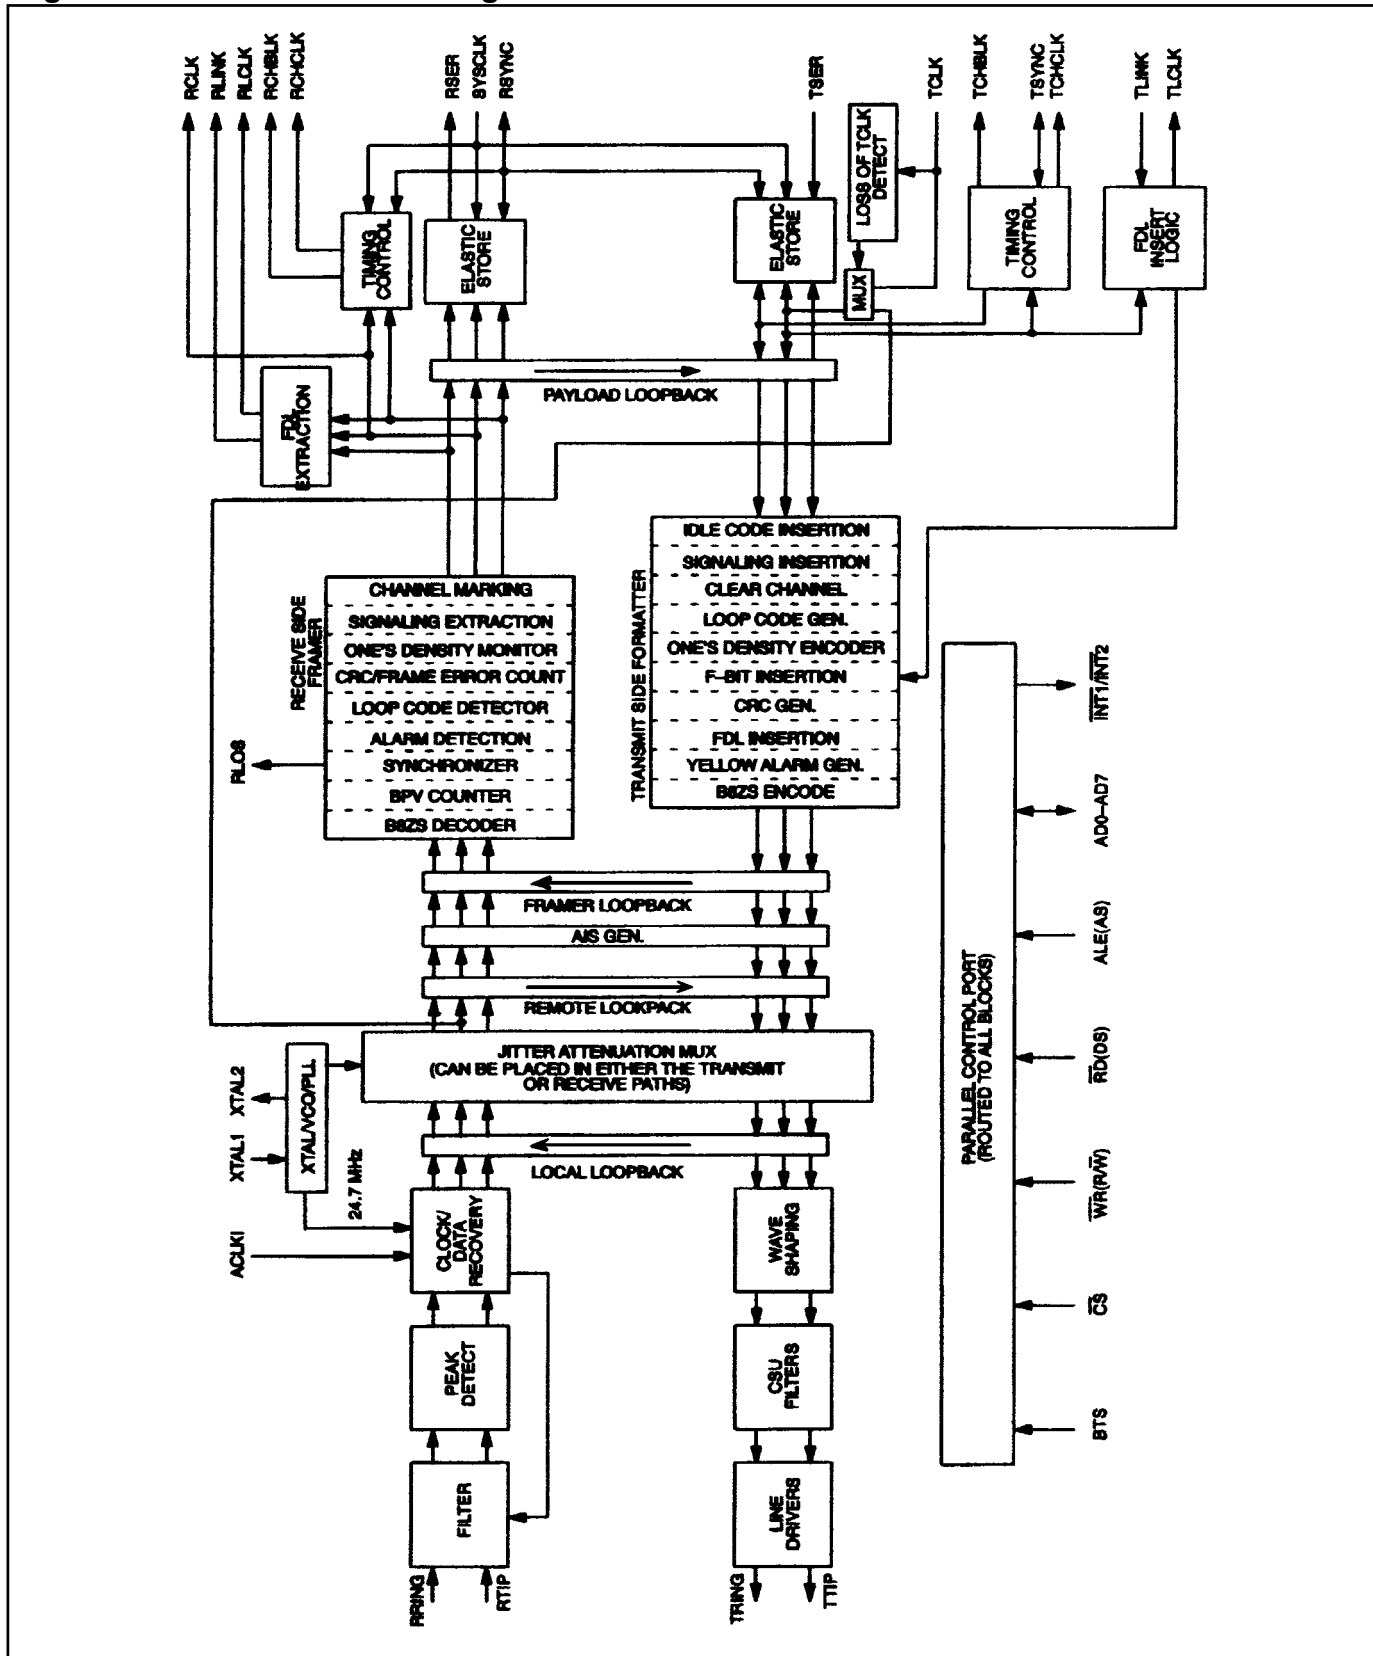 RCLK
RLINK
RLCLK
RCHBLK
RCHCLK
RSER
SYSCLK
RSYNC
TSER
TCLK
TCHBLK
TSYNC
TCHCLK
TLINK
TLCLK
LOSS OF TCLK
DETECT
TIMING
CONTROL
ELASTIC
STORE
ELASTIC
STORE
MUX
TIMING
CONTROL
FDL
INSERT
LOGIC
PAYLOAD LOOPBACK
FDL
EXTRACTION
RECEIVE SIDE
FRAMER
CHANNEL MARKING
SIGNALING EXTRACTION
ONE'S DENSITY MONITOR
CRC/FRAME ERROR COUNT
LOOP CODE DETECTOR
ALARM DETECTION
SYNCHRONIZER
BPV COUNTER
B8ZS DECODER
RLOS
TRANSMIT SIDE FORMATTER
IDLE CODE INSERTION
SIGNALING INSERTION
CLEAR CHANNEL
LOOP CODE GEN.
ONE'S DENSITY ENCODER
F–BIT INSERTION
CRC GEN.
FDL INSERTION
YELLOW ALARM GEN.
B8ZS ENCODE
FRAMER LOOPBACK
AIS GEN.
REMOTE LOOKPACK
JITTER ATTENUATION MUX
(CAN BE PLACED IN EITHER THE TRANSMIT
OR RECEIVE PATHS)
LOCAL LOOPBACK
XTAL2
XTAL1
XTAL/VCO/PLL
24.7 MHz
ACLKI
CLOCK/
DATA
RECOVERY
WAVE
SHAPING
PEAK
DETECT
CSU
FILTERS
FILTER
LINE
DRIVERS
RRING
RTIP
TRING
TTIP
PARALLEL CONTROL PORT
(ROUTED TO ALL BLOCKS)
INT1/INT2
AD0–AD7
ALE(AS)
RD(DS)
WR(R/W)
CS
BTS